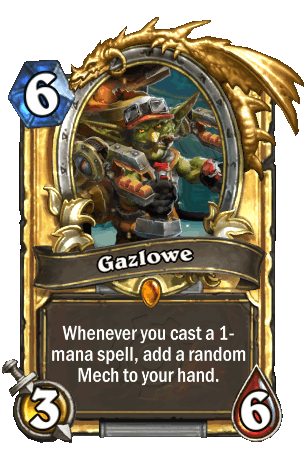 6
Gazlowe
Whenever you cast a 1-
mana spell, add a random
Mech to your hand.
3
6